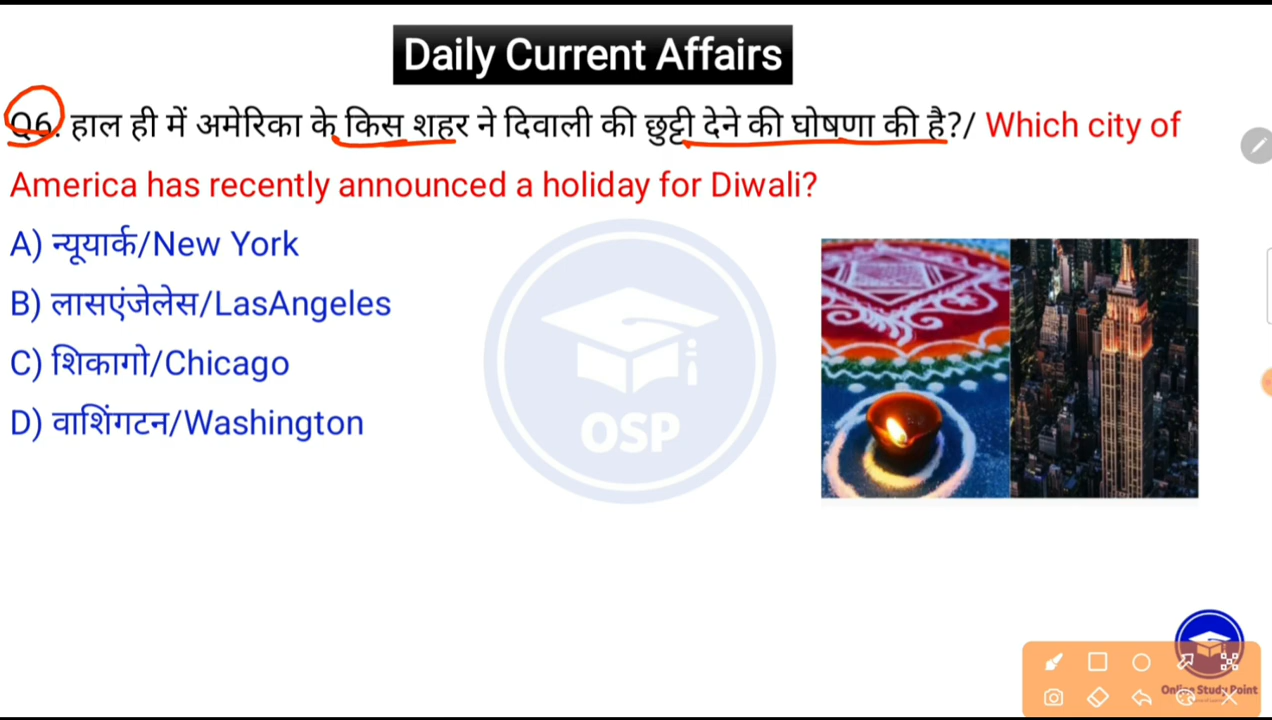 Daily Current Affairs
Q6. हाल ही में अमेरिका के किस शहर ने दिवाली की छुट्टी देने की घोषणा की है?/ Which city of
America has recently announced a holiday for Diwali?
A) न्यूयार्क/New York
B) लासएंजेलेस/LasAngeles
C) शिकागो/Chicago
D) वाशिंगटन/Washington
OSP
Online Study Point